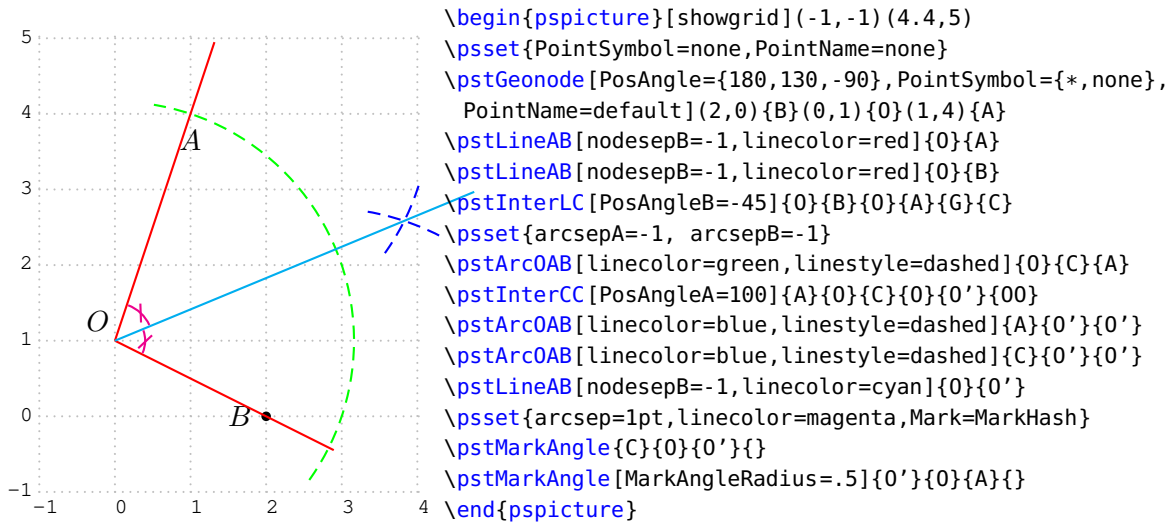 5
4
3
2
1
0
−1
−1 0 1 2 3 4
A
O
B
\begin{pspicture}[showgrid](-1,-1)(4.4,5)
\psset{PointSymbol=none,PointName=none}
\pstGeonode[PosAngle={180,130,-90},PointSymbol={*,none},
PointName=default](2,0){B}(0,1){O}(1,4){A}
\pstLineAB[nodesepB=-1,linecolor=red]{O}{A}
\pstLineAB[nodesepB=-1,linecolor=red]{O}{B}
\pstInterLC[PosAngleB=-45]{O}{B}{O}{A}{G}{C}
\psset{arcsepA=-1, arcsepB=-1}
\pstArcOAB[linecolor=green,linestyle=dashed]{O}{C}{A}
\pstInterCC[PosAngleA=100]{A}{O}{C}{O}{O’}{OO}
\pstArcOAB[linecolor=blue,linestyle=dashed]{A}{O’}{O’}
\pstArcOAB[linecolor=blue,linestyle=dashed]{C}{O’}{O’}
\pstLineAB[nodesepB=-1,linecolor=cyan]{O}{O’}
\psset{arcsep=1pt,linecolor=magenta,Mark=MarkHash}
\pstMarkAngle{C}{O}{O’}{}
\pstMarkAngle[MarkAngleRadius=.5]{O’}{O}{A}{}
\end{pspicture}